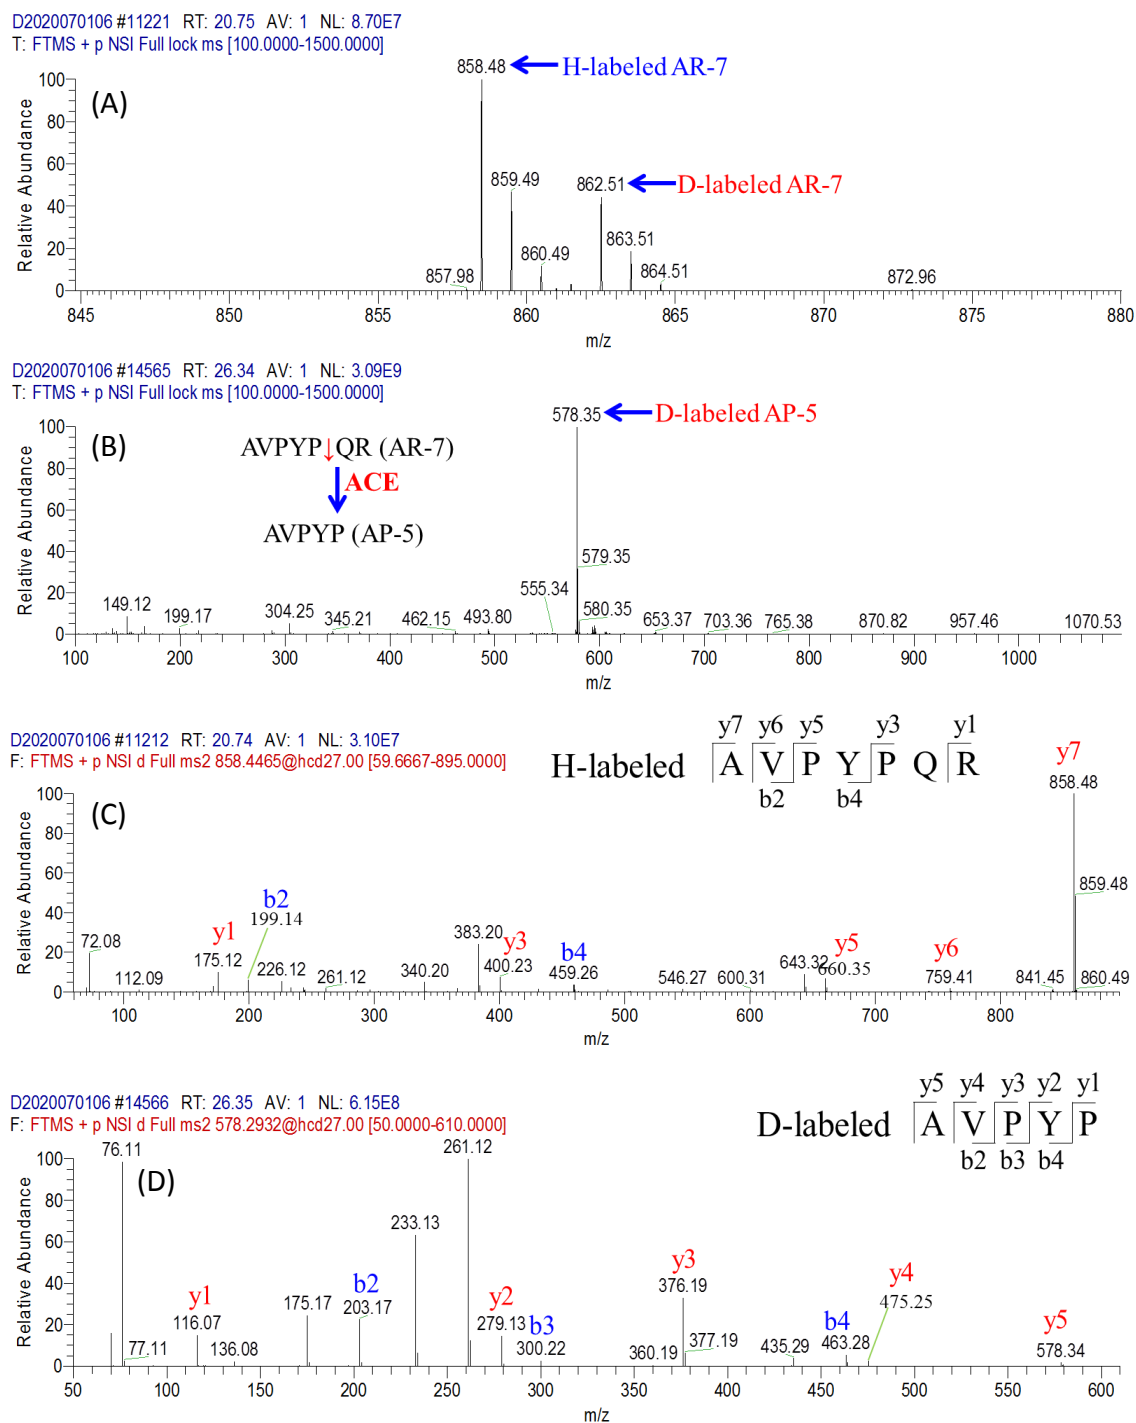 D2020070106 #11221 RT: 20.75 AV: 1 NL: 8.70E7
T: FTMS + p NSI Full lock ms [100.0000-1500.0000]
(A)
858.48
H-labeled AR-7
859.49
862.51
D-labeled AR-7
860.49
863.51
857.98
864.51
872.96
Relative Abundance
100
80
60
40
20
0
845 850 855 860 865 870 875 880
m/z
D2020070106 #14565 RT: 26.34 AV: 1 NL: 3.09E9
T: FTMS + p NSI Full lock ms [100.0000-1500.0000]
(B)
578.35
D-labeled AP-5
AVPYP↓QR (AR-7)
ACE
AVPYP (AP-5)
579.35
555.34
580.35
149.12 199.17 304.25 345.21 462.15 493.80 653.37 703.36 765.38 870.82 957.46 1070.53
Relative Abundance
100
80
60
40
20
0
100 200 300 400 500 600 700 800 900 1000
m/z
D2020070106 #11212 RT: 20.74 AV: 1 NL: 3.10E7
F: FTMS + p NSI d Full ms2 858.4465@hcd27.00 [59.6667-895.0000]
y7 y6 y5 y3 y1
H-labeled A V P Y P Q R
b2 b4
(C)
y7
858.48
859.48
b2
199.14
y1
175.12
72.08
112.09
226.12
261.12
340.20
383.20
y3
400.23
b4
459.26
546.27
600.31
643.32
y5
660.35
y6
759.41
841.45
860.49
Relative Abundance
100
80
60
40
20
0
100 200 300 400 500 600 700 800
m/z
D2020070106 #14566 RT: 26.35 AV: 1 NL: 6.15E8
F: FTMS + p NSI d Full ms2 578.2932@hcd27.00 [50.0000-610.0000]
y5 y4 y3 y2 y1
D-labeled A V P Y P
b2 b3 b4
(D)
76.11
77.11
y1
116.07
136.08
175.17
b2
203.17
233.13
261.12
y2
279.13
b3
300.22
360.19
y3
376.19
377.19
435.29
b4
463.28
y4
475.25
y5
578.34
Relative Abundance
100
80
60
40
20
0
50 100 150 200 250 300 350 400 450 500 550 600
m/z